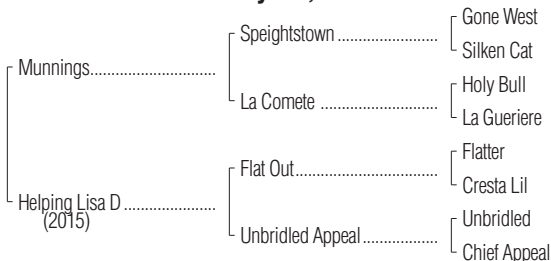 Gone West
Speightstown ..................
Silken Cat
Munnings............................
Holy Bull
La Comete ........................
La Gueriere
Flatter
Flat Out..............................
Cresta Lil
Helping Lisa D .....................
(2015)
Unbridled
Unbridled Appeal................
Chief Appeal